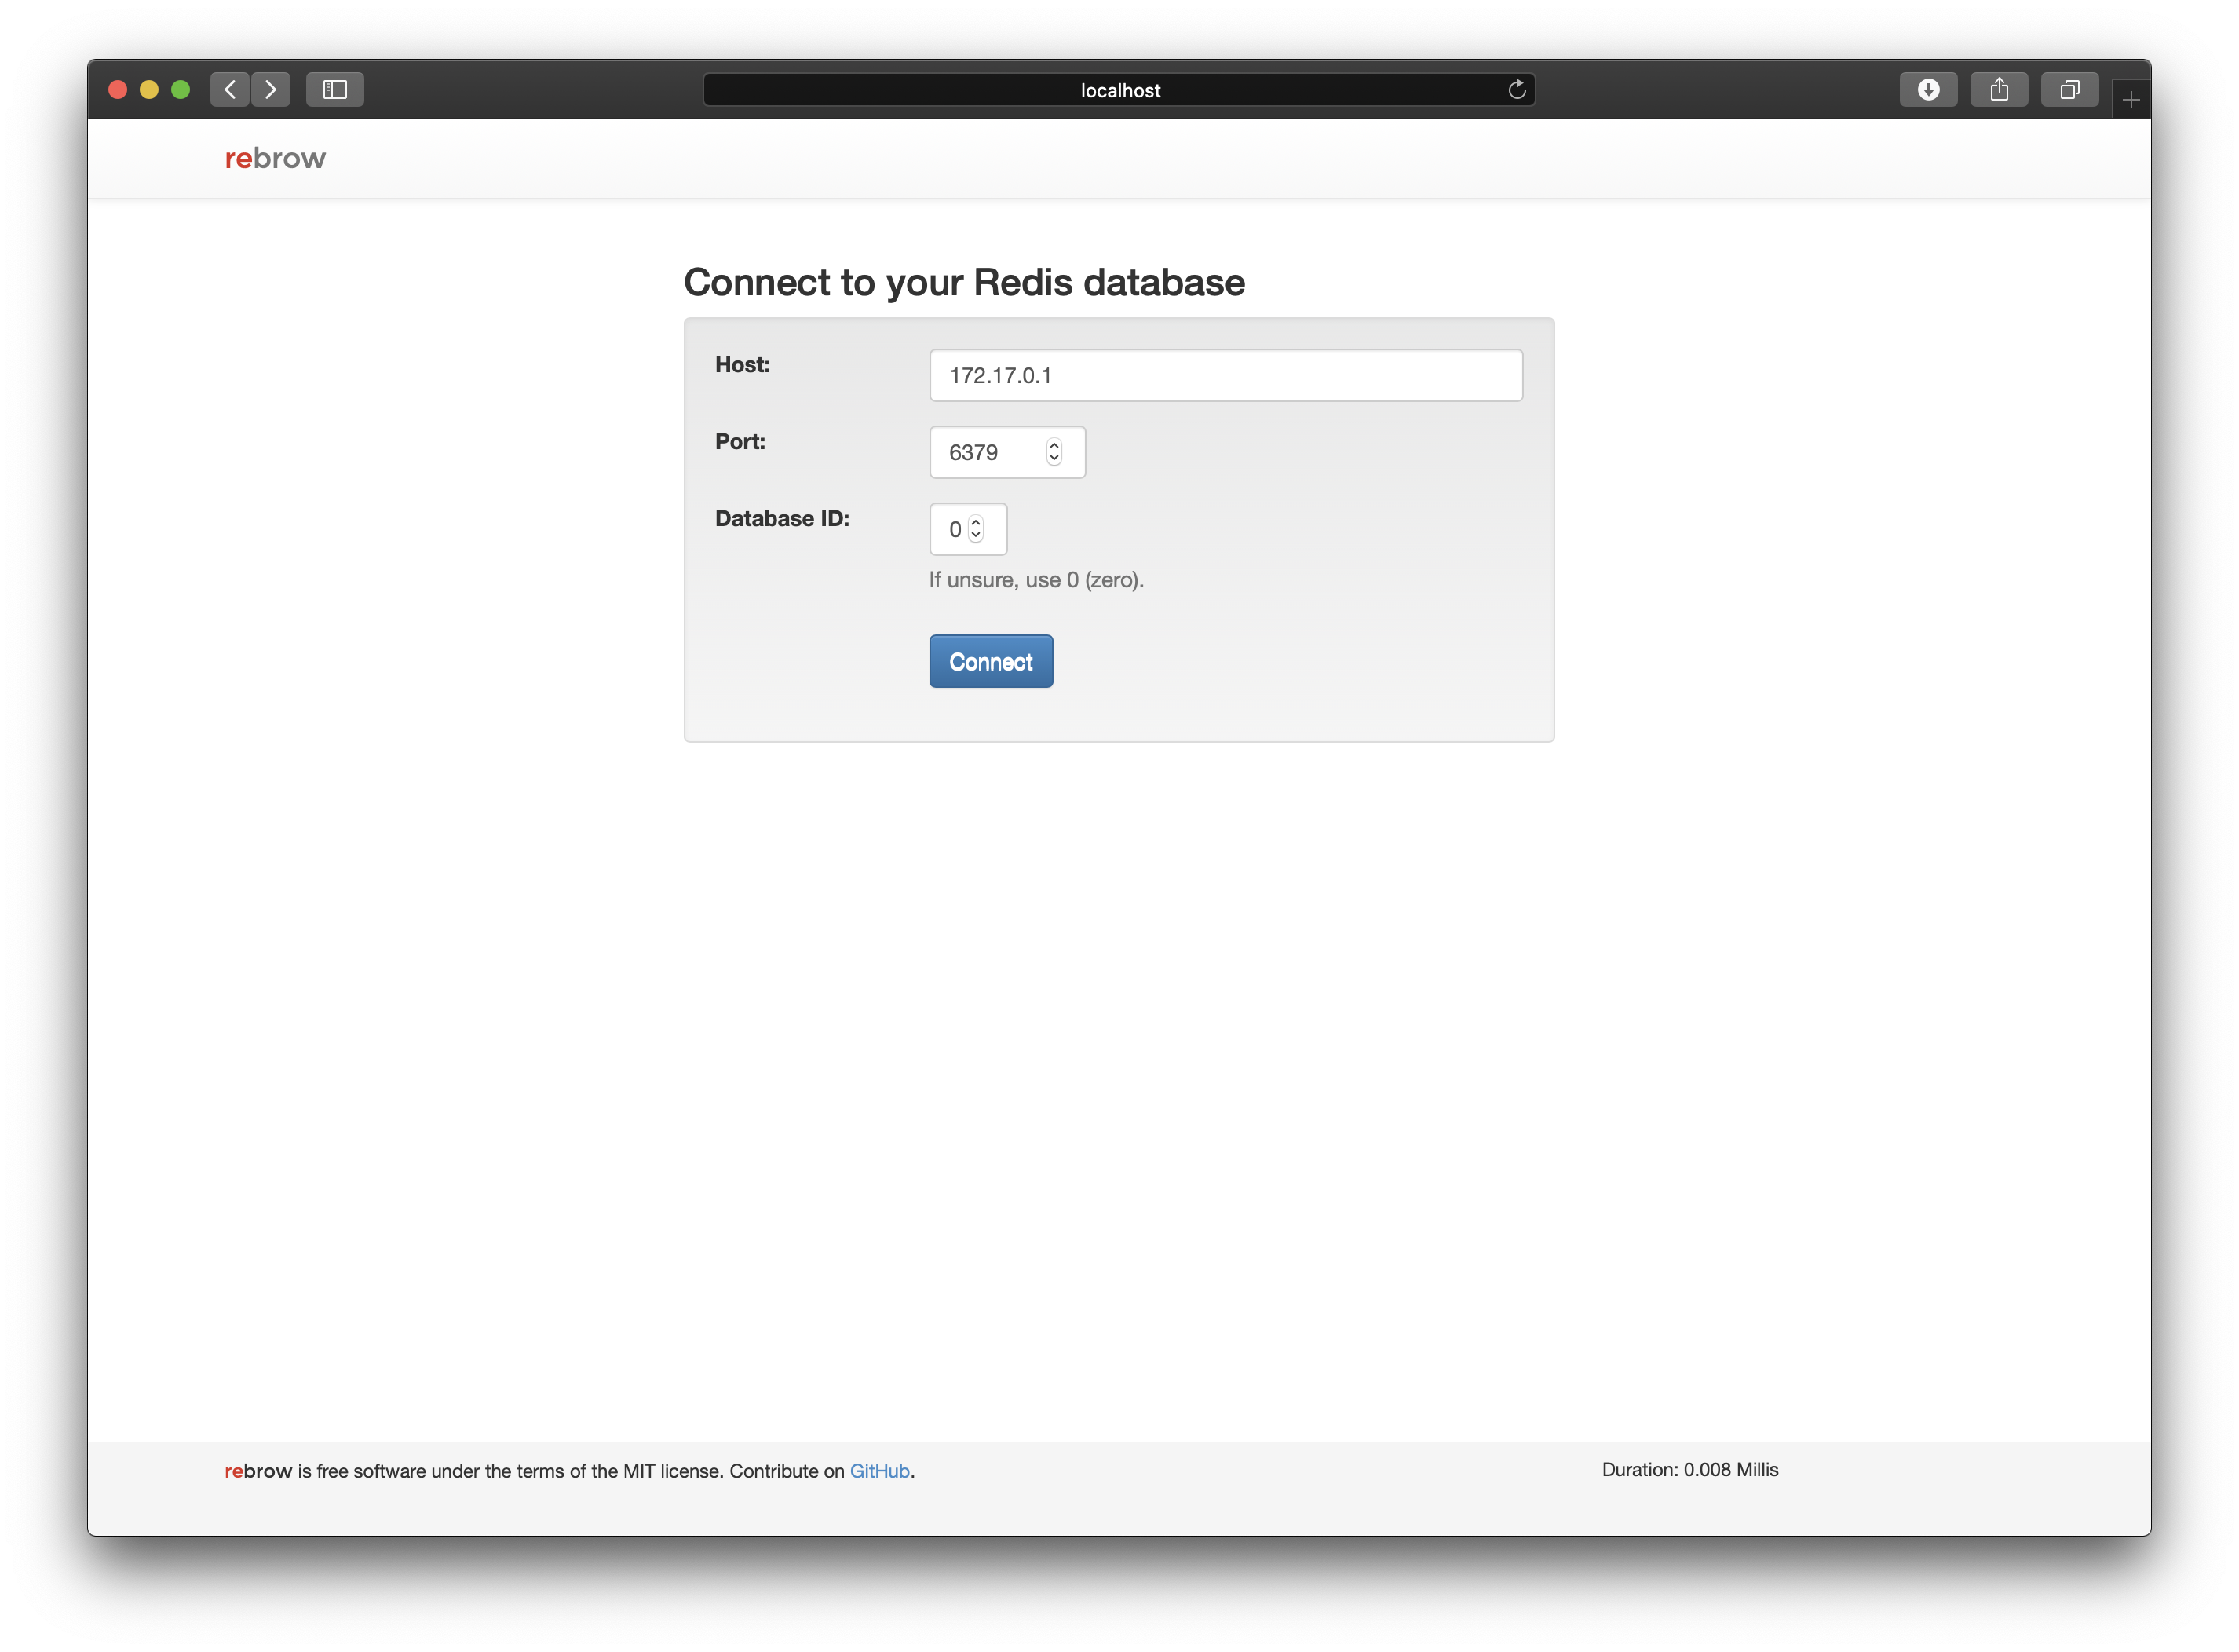 localhost
rebrow
Connect to your Redis database
Host:
172.17.0.1
Port:
6379
Database ID:
0
If unsure, use 0 (zero).
Connect
rebrow is free software under the terms of the MIT license. Contribute on GitHub.
Duration: 0.008 Millis